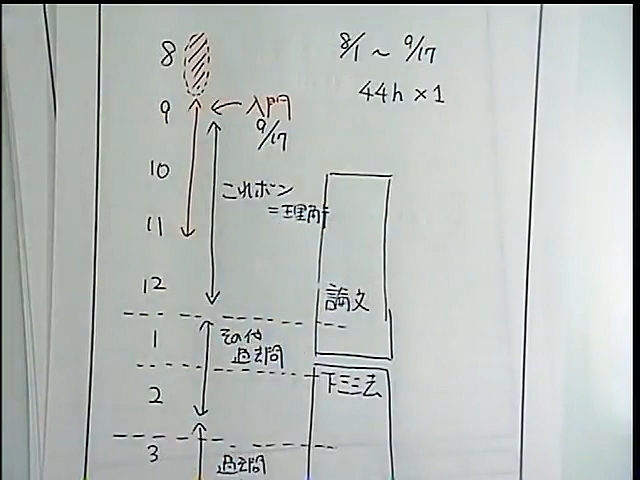 8
8/1 ~ 9/17
44h × 1
9
←入門
9/17
10
これポン
=理解
11
12
論文
1
その他
過去問
下三法
2
3
過去問